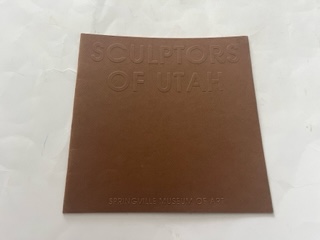 SCULPTORS
OF UTAH
SPRINGVILLE MUSEUM OF ART